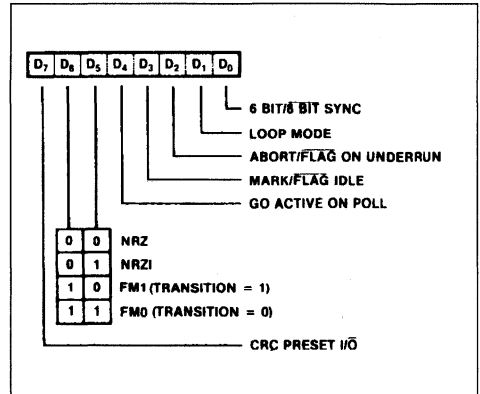 D7 D6 D5 D4 D3 D2 D1 D0
6 BIT/8 BIT SYNC
LOOP MODE
ABORT/FLAG ON UNDERRUN
MARK/FLAG IDLE
GO ACTIVE ON POLL
0 0 NRZ
0 1 NRZI
1 0 FM1 (TRANSITION = 1)
1 1 FM0 (TRANSITION = 0)
CRC PRESET I/O